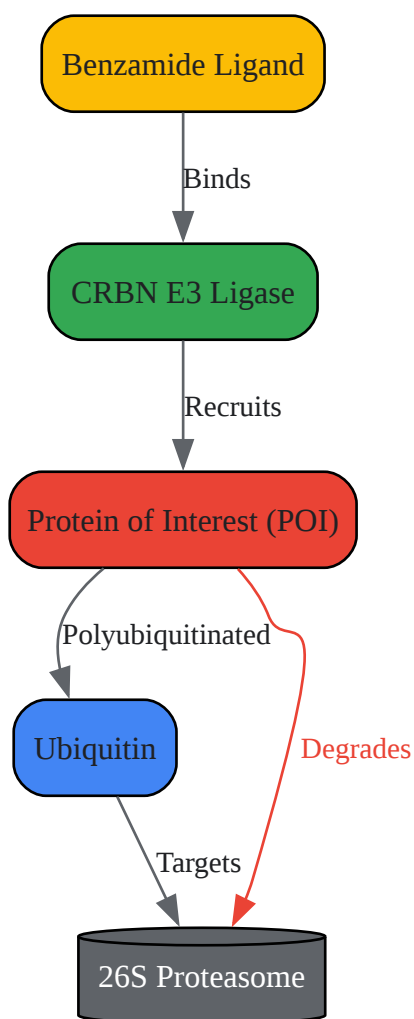 Benzamide Ligand
Binds
CRBN E3 Ligase
Recruits
Protein of Interest (POI)
Polyubiquitinated
Ubiquitin
Degrades
Targets
26S Proteasome